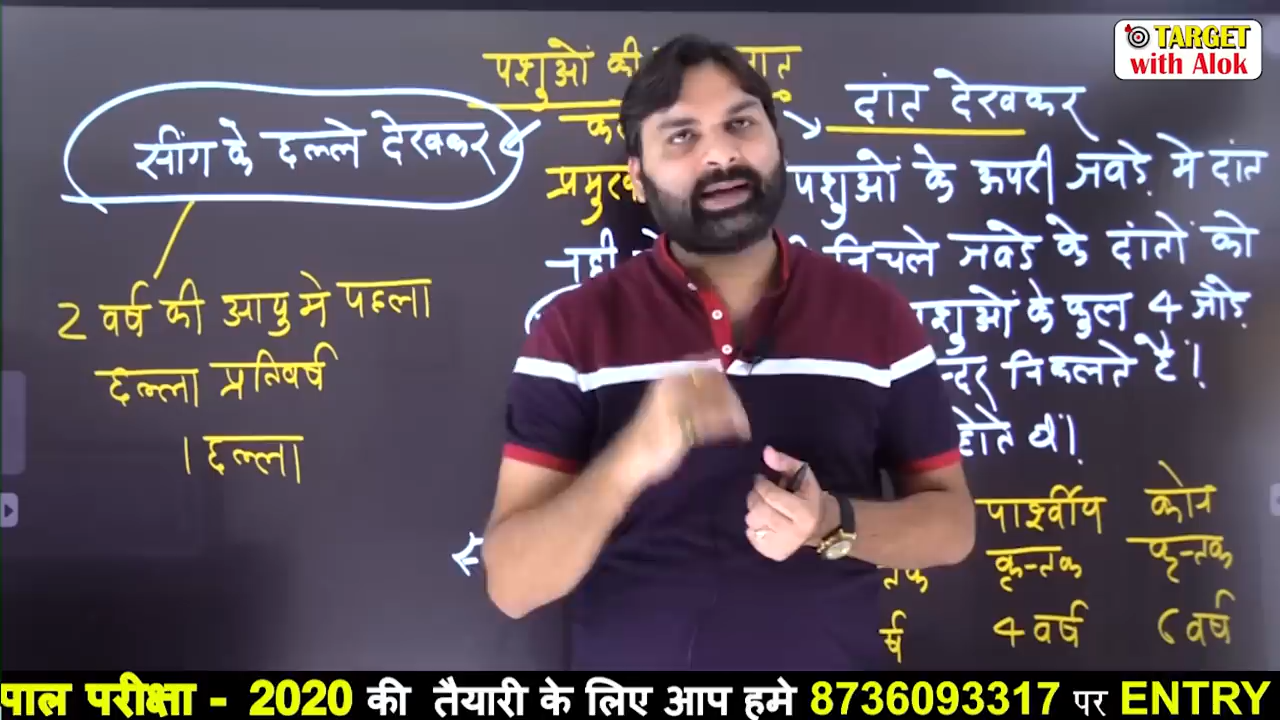 TARGET
with Alok
पशुओं की
दांत देखकर
सींग के छल्ले देखकर
पशुओं के ऊपरी जबड़े मे दांत
निचले जबड़े के दांतों को
2 वर्ष की आयु मे पहला
छल्ला प्रतिवर्ष
1 छल्ला
पशुओं के कुल 4 जोड़े
निकलते है।
होते थे।
पार्श्वीय कोन
कृन्तक कृन्तक
4 वर्ष 6 वर्ष
पाल परीक्षा - 2020 की तैयारी के लिए आप हमे 8736093317 पर ENTRY